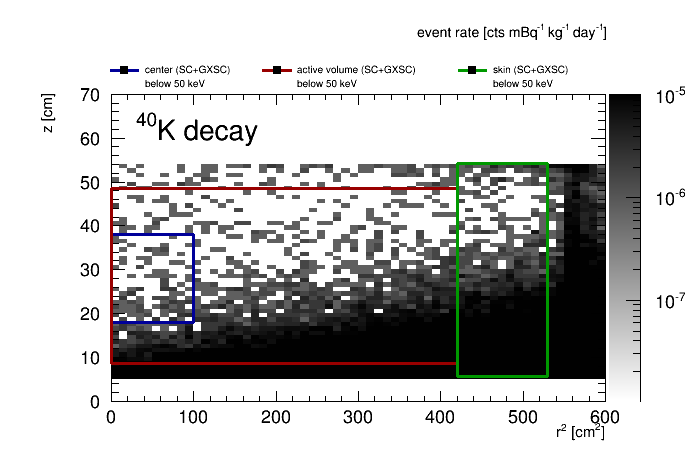 event rate [cts mBq⁻¹ kg⁻¹ day⁻¹]
center (SC+GXSC) below 50 keV
active volume (SC+GXSC) below 50 keV
skin (SC+GXSC) below 50 keV
z [cm]
⁴⁰K decay
70
60
50
40
30
20
10
0
0 100 200 300 400 500 600
r² [cm²]
10⁻⁵
10⁻⁶
10⁻⁷